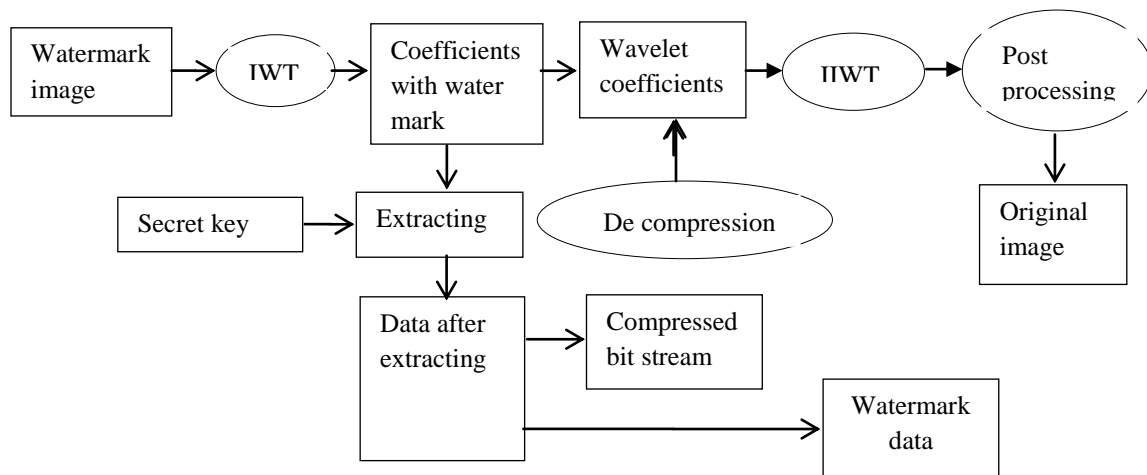 Watermark
image
IWT
Coefficients
with water
mark
Wavelet
coefficients
IIWT
Post
processing
Secret key
Extracting
De compression
Original
image
Data after
extracting
Compressed
bit stream
Watermark
data